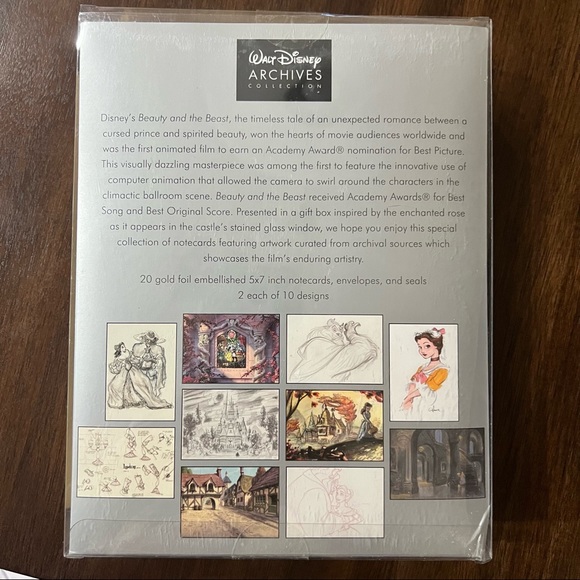 WALT DISNEY
ARCHIVES
COLLECTION
Disney's Beauty and the Beast, the timeless tale of an unexpected romance between a
cursed prince and spirited beauty, won the hearts of movie audiences worldwide and
was the first animated film to earn an Academy Award® nomination for Best Picture.
This visually dazzling masterpiece was among the first to feature the innovative use of
computer animation that allowed the camera to swirl around the characters in the
climactic ballroom scene. Beauty and the Beast received Academy Awards® for Best
Song and Best Original Score. Presented in a gift box inspired by the enchanted rose
as it appears in the castle's stained glass window, we hope you enjoy this special
collection of notecards featuring artwork curated from archival sources which
showcases the film's enduring artistry.
20 gold foil embellished 5x7 inch notecards, envelopes, and seals
2 each of 10 designs